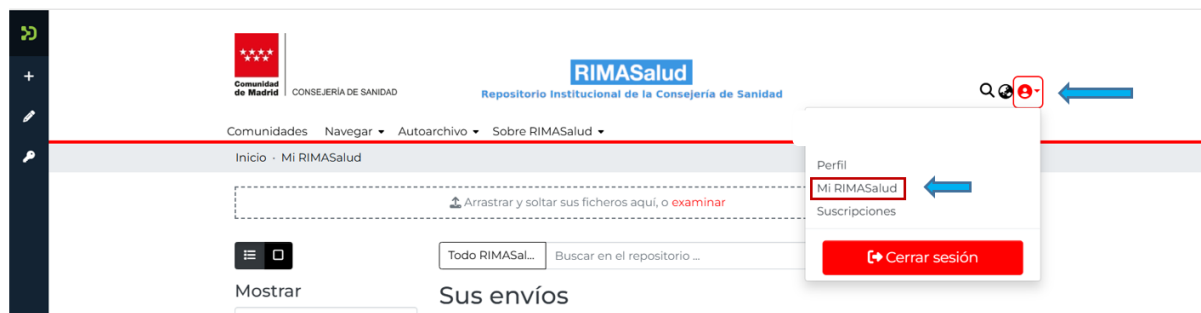 Comunidad
de Madrid
CONSEJERÍA DE SANIDAD
RIMASalud
Repositorio Institucional de la Consejería de Sanidad
Comunidades Navegar Autoarchivo Sobre RIMASalud
Inicio · Mi RIMASalud
Perfil
Mi RIMASalud
Suscripciones
Cerrar sesión
Arrastrar y soltar sus ficheros aquí, o examinar
Todo RIMASal... Buscar en el repositorio ...
Mostrar
Sus envíos